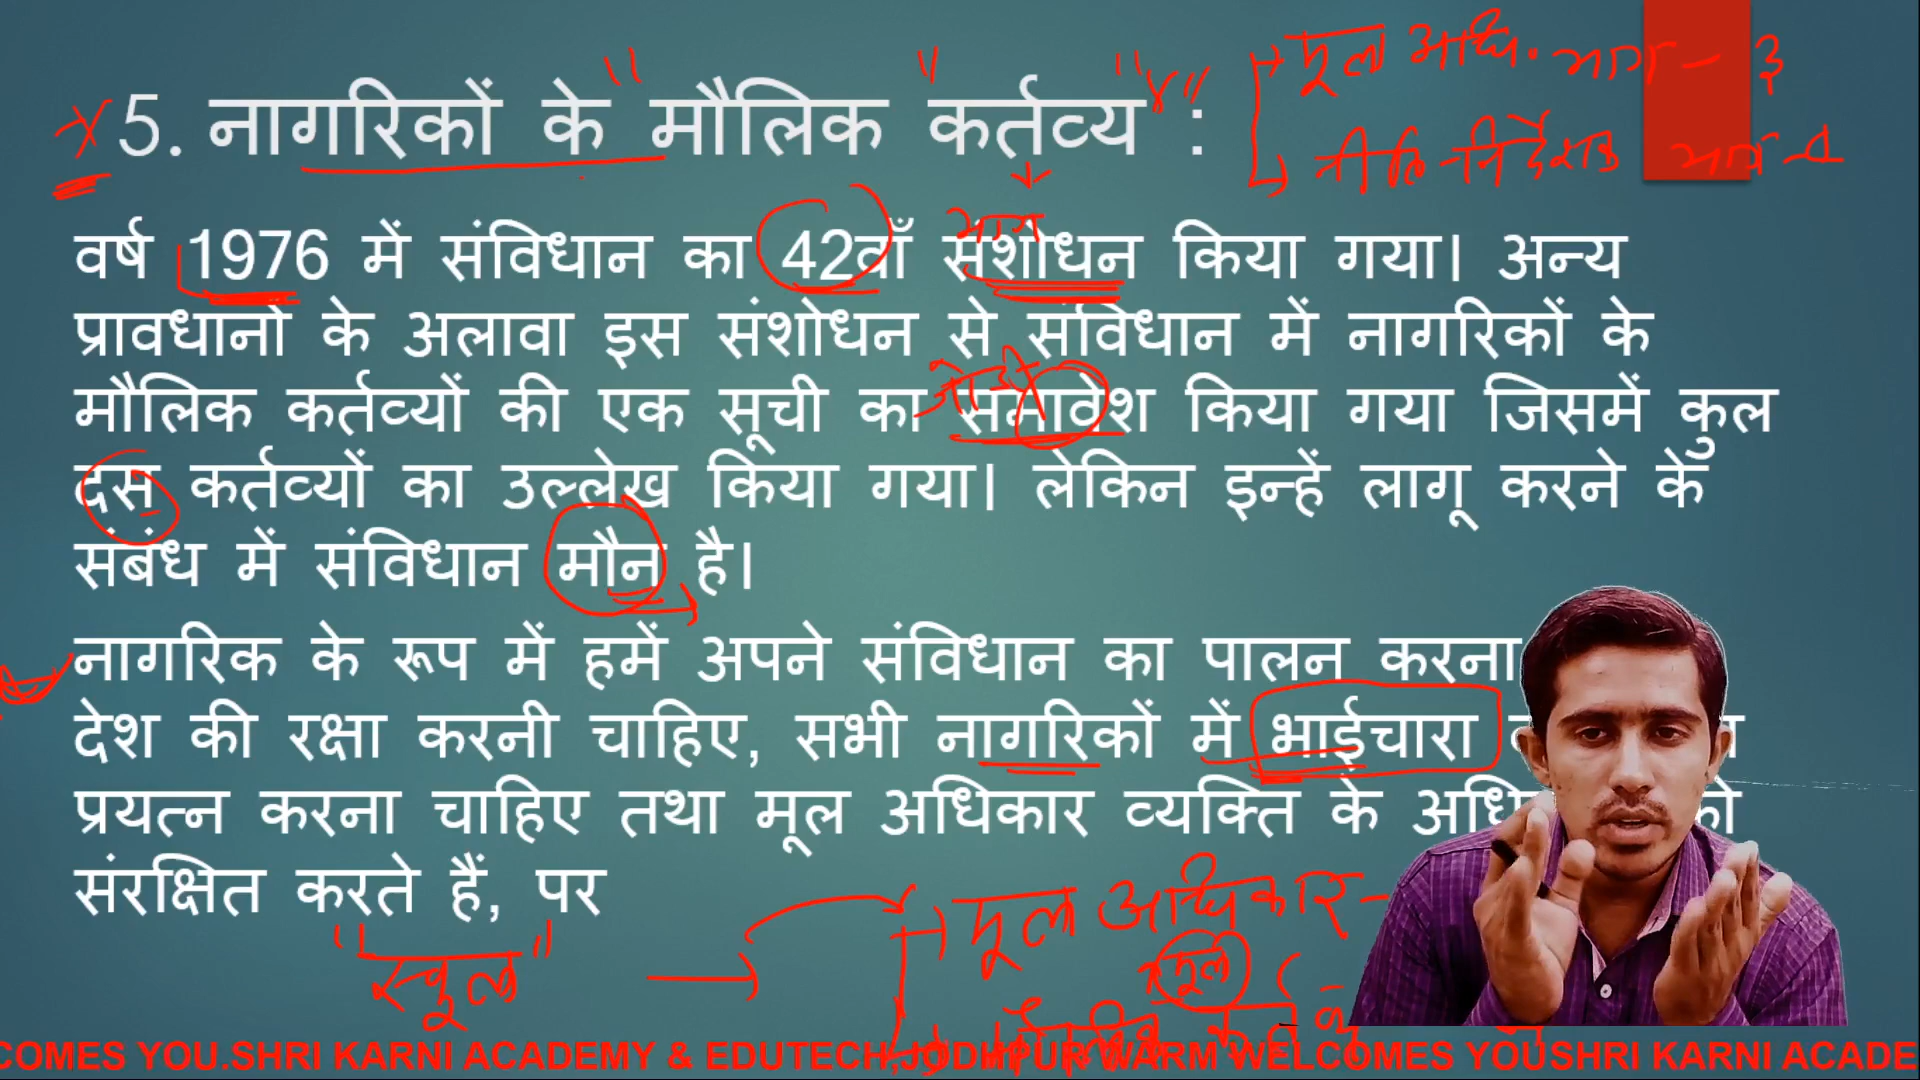 5. नागरिकों के मौलिक कर्तव्य :
मूल अधि. भाग - 3
नीति-निर्देशक भाग-4
भाग
वर्ष 1976 में संविधान का 42वाँ संशोधन किया गया। अन्य
प्रावधानों के अलावा इस संशोधन से संविधान में नागरिकों के
मौलिक कर्तव्यों की एक सूची का समावेश किया गया जिसमें कुल
दस कर्तव्यों का उल्लेख किया गया। लेकिन इन्हें लागू करने के
संबंध में संविधान मौन है।
नागरिक के रूप में हमें अपने संविधान का पालन करना
देश की रक्षा करनी चाहिए, सभी नागरिकों में भाईचारा
प्रयत्न करना चाहिए तथा मूल अधिकार व्यक्ति के
संरक्षित करते हैं, पर
"स्कूल"
मूल अधिकार-
मूल
COMES YOU.SHRI KARNI ACADEMY & EDUTECH,JODHPUR WARM WELCOMES YOUSHRI KARNI ACADE